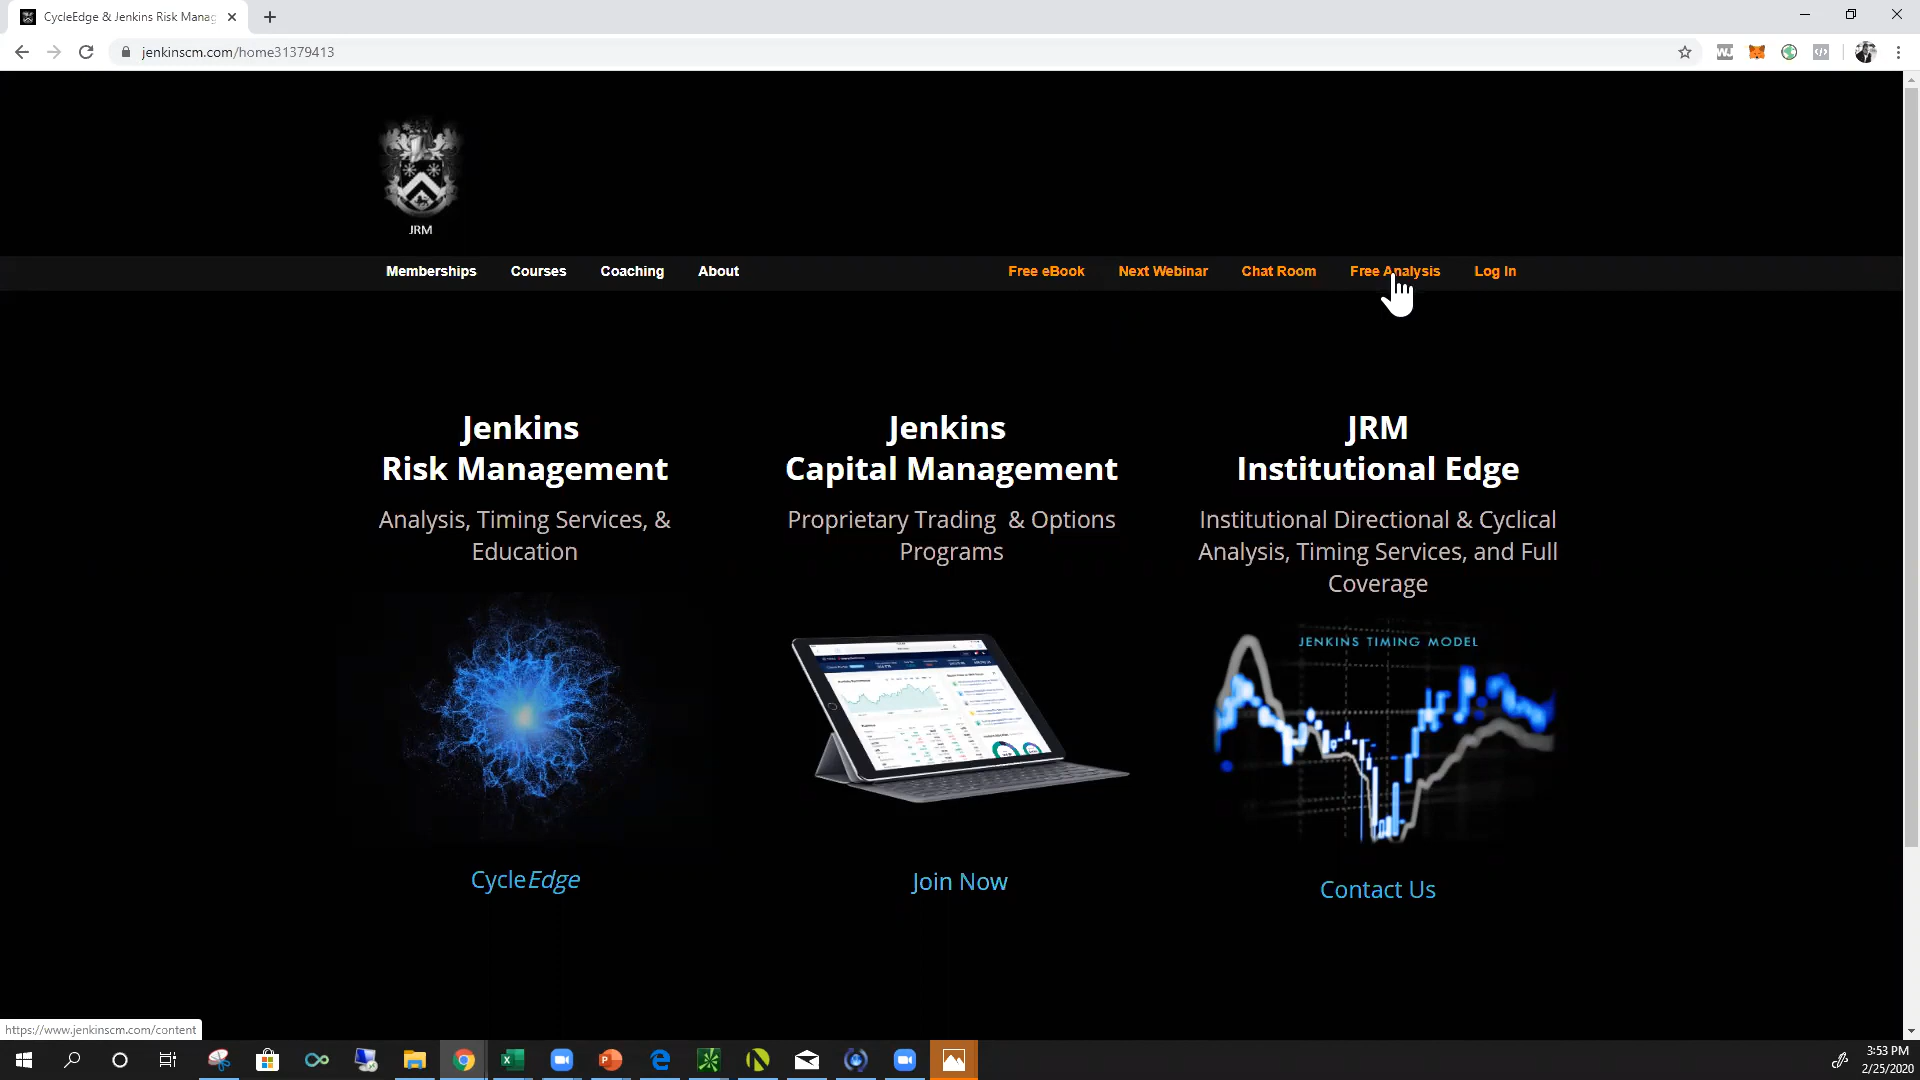 CycleEdge & Jenkins Risk Manag
jenkinscm.com/home31379413
JRM
Memberships Courses Coaching About Free eBook Next Webinar Chat Room Free Analysis Log In
Jenkins
Risk Management
Analysis, Timing Services, &
Education
CycleEdge
Jenkins
Capital Management
Proprietary Trading & Options
Programs
Join Now
JRM
Institutional Edge
Institutional Directional & Cyclical
Analysis, Timing Services, and Full
Coverage
JENKINS TIMING MODEL
Contact Us
https://www.jenkinscm.com/content
3:53 PM
2/25/2020